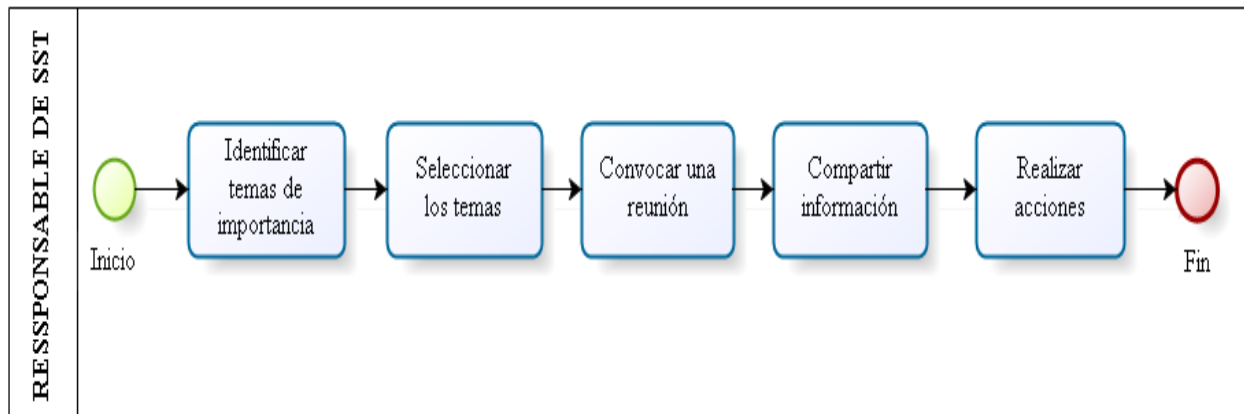 RESSPONSABLE DE SST
Inicio
Identificar
temas de
importancia
Seleccionar
los temas
Convocar una
reunión
Compartir
información
Realizar
acciones
Fin